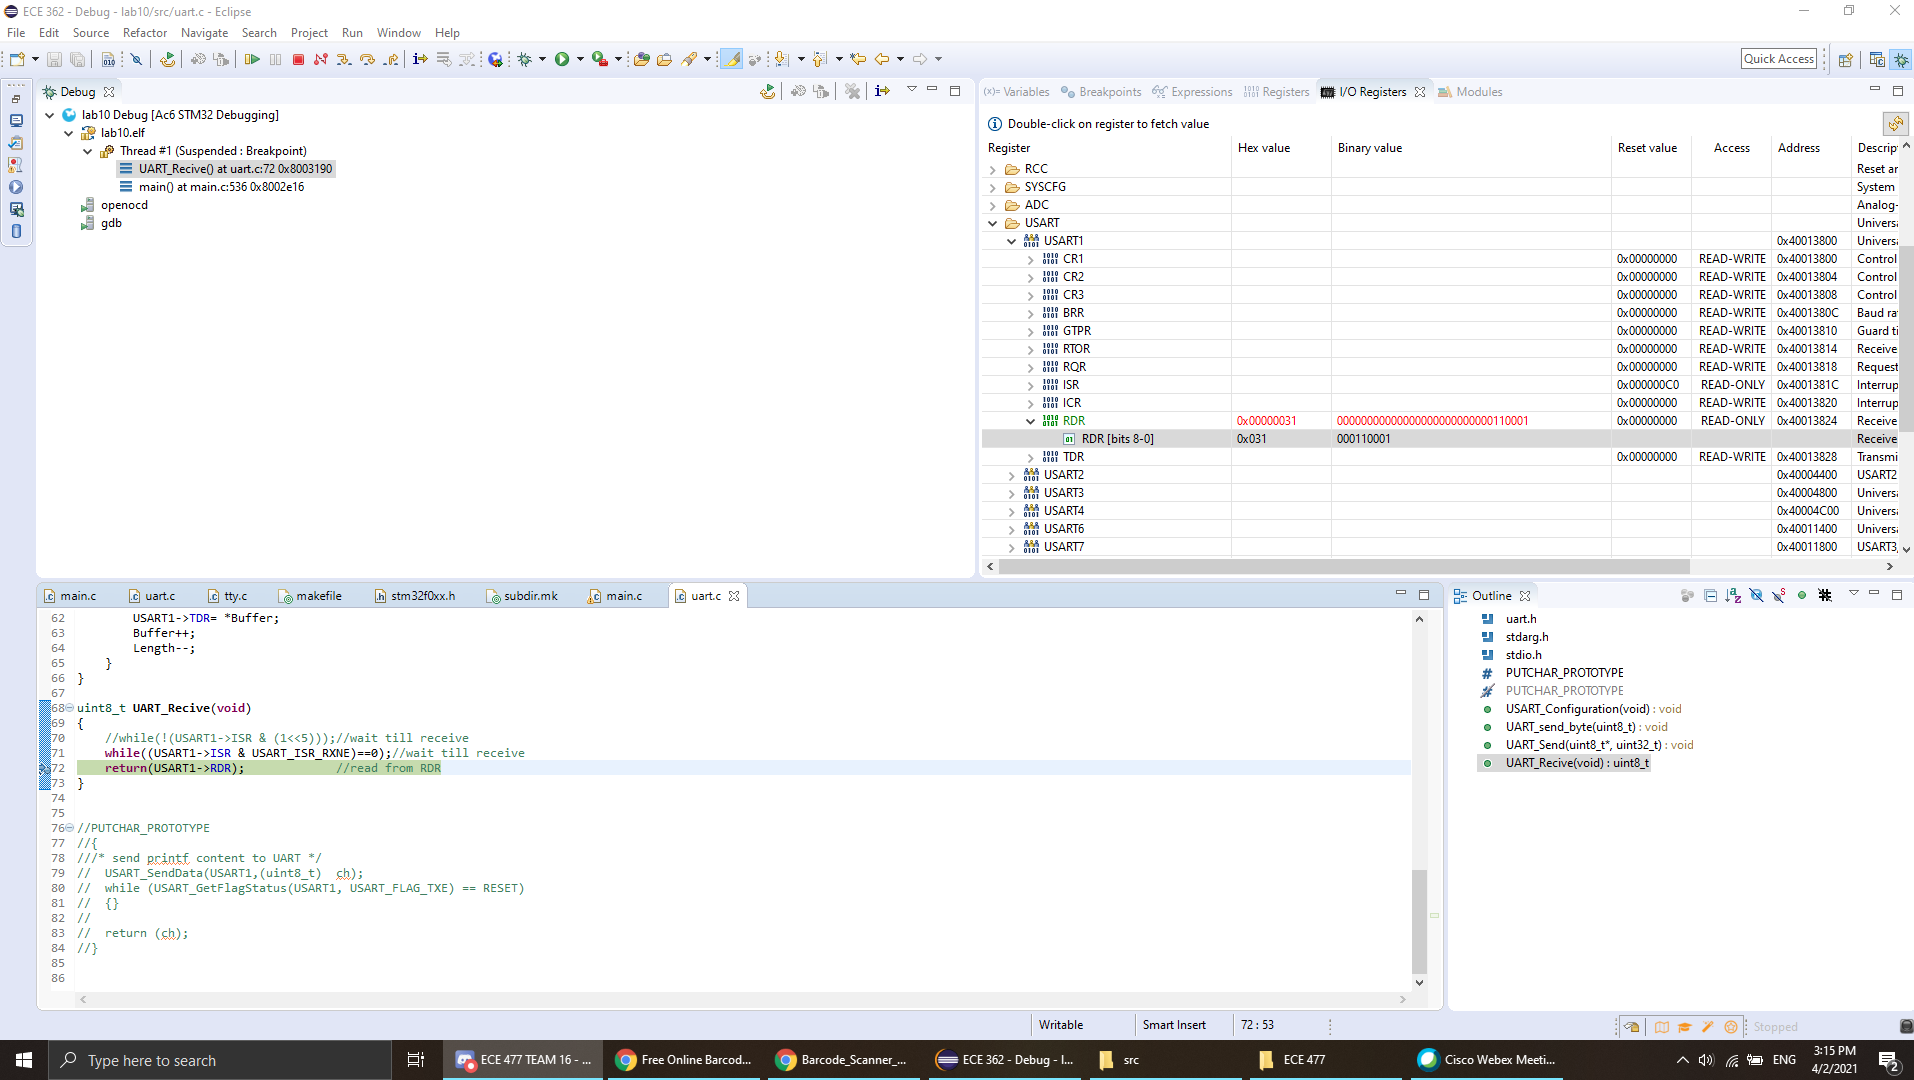 ECE 362 - Debug - lab10/src/uart.c - Eclipse
File Edit Source Refactor Navigate Search Project Run Window Help
Quick Access
Debug
lab10 Debug [Ac6 STM32 Debugging]
lab10.elf
Thread #1 (Suspended : Breakpoint)
UART_Recive() at uart.c:72 0x8003190
main() at main.c:536 0x8002e16
openocd
gdb
(x)= Variables Breakpoints Expressions Registers I/O Registers Modules
Double-click on register to fetch value
Register Hex value Binary value Reset value Access Address Descrip
RCC Reset ar
SYSCFG System
ADC Analog-
USART Universa
USART1 0x40013800 Universa
CR1 0x00000000 READ-WRITE 0x40013800 Control
CR2 0x00000000 READ-WRITE 0x40013804 Control
CR3 0x00000000 READ-WRITE 0x40013808 Control
BRR 0x00000000 READ-WRITE 0x4001380C Baud ra
GTPR 0x00000000 READ-WRITE 0x40013810 Guard ti
RTOR 0x00000000 READ-WRITE 0x40013814 Receive
RQR 0x00000000 READ-WRITE 0x40013818 Request
ISR 0x000000C0 READ-ONLY 0x4001381C Interrup
ICR 0x00000000 READ-WRITE 0x40013820 Interrup
RDR 0x00000031 00000000000000000000000000110001 0x00000000 READ-ONLY 0x40013824 Receive
RDR [bits 8-0] 0x031 000110001 Receive
TDR 0x00000000 READ-WRITE 0x40013828 Transmi
USART2 0x40004400 USART2
USART3 0x40004800 Universa
USART4 0x40004C00 Universa
USART6 0x40011400 Universa
USART7 0x40011800 USART3,
main.c uart.c tty.c makefile stm32f0xx.h subdir.mk main.c uart.c
62 USART1->TDR= *Buffer;
63 Buffer++;
64 Length--;
65 }
66 }
67
68 uint8_t UART_Recive(void)
69 {
70 //while(!(USART1->ISR & (1<<5)));//wait till receive
71 while((USART1->ISR & USART_ISR_RXNE)==0);//wait till receive
72 return(USART1->RDR); //read from RDR
73 }
74
75
76 //PUTCHAR_PROTOTYPE
77 //{
78 ///* send printf content to UART */
79 // USART_SendData(USART1,(uint8_t) ch);
80 // while (USART_GetFlagStatus(USART1, USART_FLAG_TXE) == RESET)
81 // {}
82 //
83 // return (ch);
84 //}
85
86
Outline
uart.h
stdarg.h
stdio.h
PUTCHAR_PROTOTYPE
PUTCHAR_PROTOTYPE
USART_Configuration(void) : void
UART_send_byte(uint8_t) : void
UART_Send(uint8_t*, uint32_t) : void
UART_Recive(void) : uint8_t
Writable Smart Insert 72 : 53 Stopped
Type here to search ECE 477 TEAM 16 - ... Free Online Barcod... Barcode_Scanner_... ECE 362 - Debug - l... src ECE 477 Cisco Webex Meeti... ENG 3:15 PM
4/2/2021 2